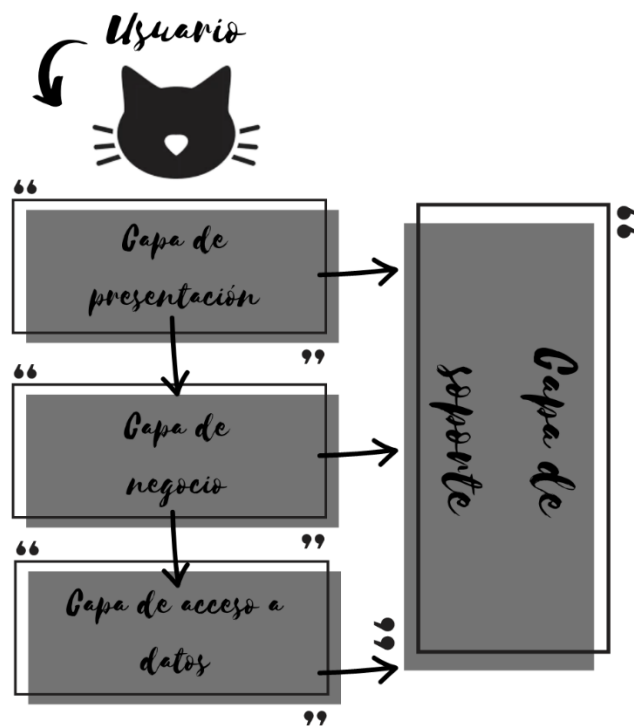 Usuario
Capa de
presentación
Capa de
negocio
Capa de acceso a
datos
Capa de
soporte